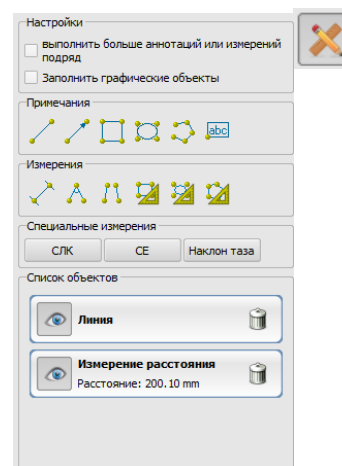 Настройки
выполнить больше аннотаций или измерений
подряд
Заполнить графические объекты
Примечания
abc
Измерения
Специальные измерения
СЛК
СЕ
Наклон таза
Список объектов
Линия
Измерение расстояния
Расстояние: 200.10 mm